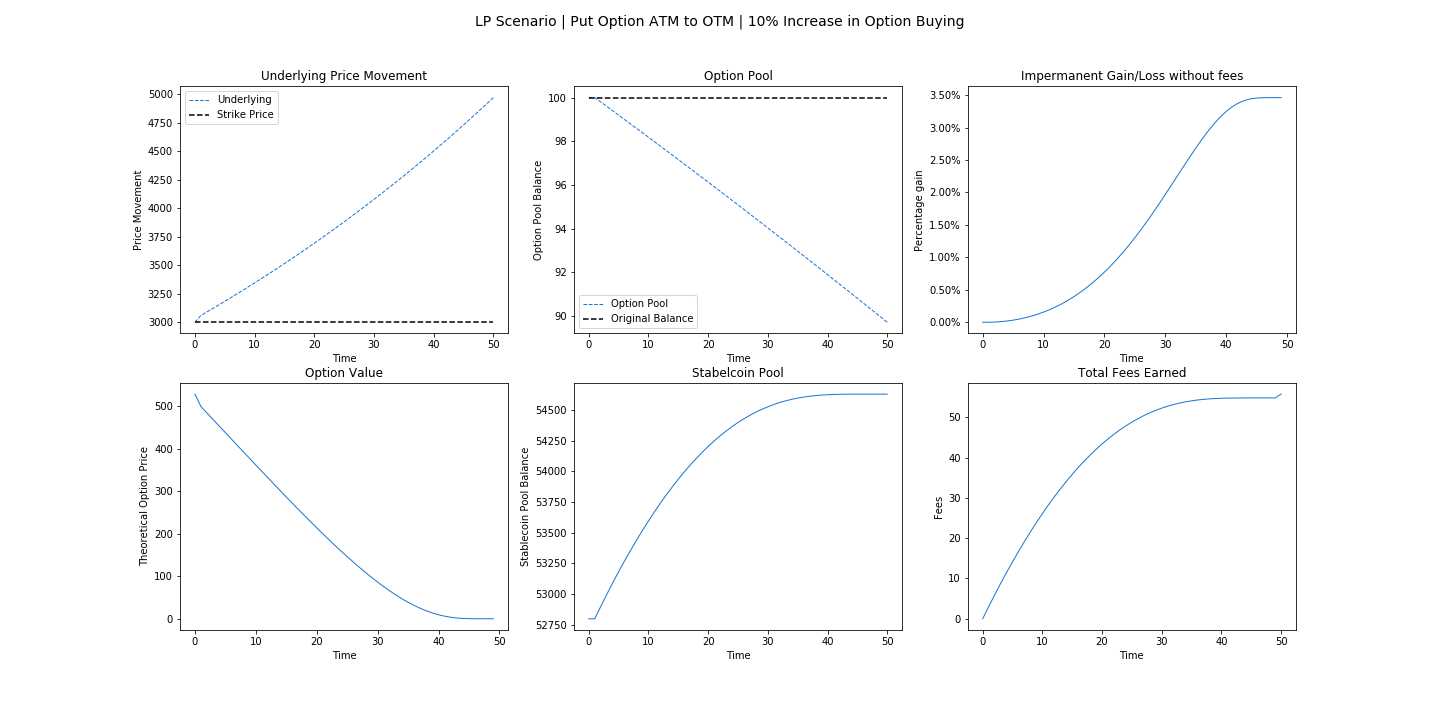 LP Scenario | Put Option ATM to OTM | 10% Increase in Option Buying
Underlying Price Movement
Price Movement
5000
4750
4500
4250
4000
3750
3500
3250
3000
Underlying
Strike Price
0 10 20 30 40 50
Time
Option Pool
Option Pool Balance
100
98
96
94
92
90
Option Pool
Original Balance
0 10 20 30 40 50
Time
Impermanent Gain/Loss without fees
Percentage gain
3.50%
3.00%
2.50%
2.00%
1.50%
1.00%
0.50%
0.00%
0 10 20 30 40 50
Time
Option Value
Theoretical Option Price
500
400
300
200
100
0
0 10 20 30 40 50
Time
Stabelcoin Pool
Stablecoin Pool Balance
54500
54250
54000
53750
53500
53250
53000
52750
0 10 20 30 40 50
Time
Total Fees Earned
Fees
50
40
30
20
10
0
0 10 20 30 40 50
Time